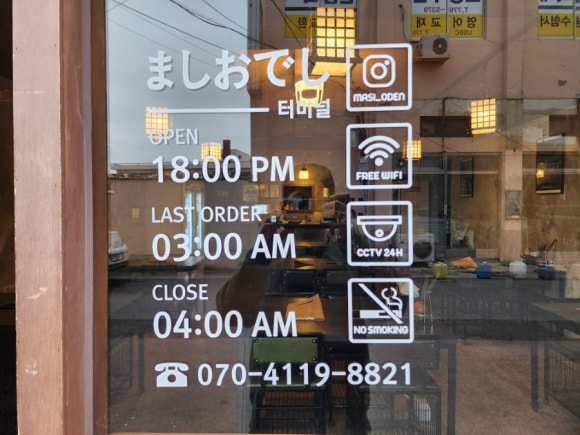 ましおでし
터미널
OPEN
18:00 PM
LAST ORDER
03:00 AM
CLOSE
04:00 AM
070-4119-8821
MASI_ODEN
FREE WIFI
CCTV 24H
NO SMOKING